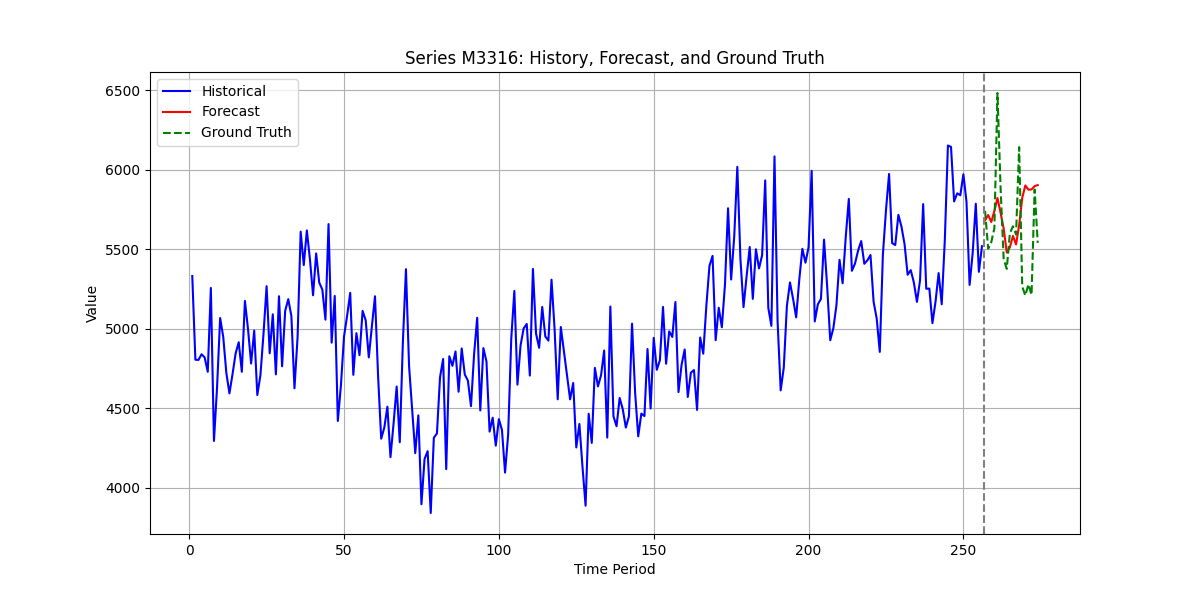 Series M3316: History, Forecast, and Ground Truth
Historical
Forecast
Ground Truth
Value
6500
6000
5500
5000
4500
4000
0
50
100
150
200
250
Time Period